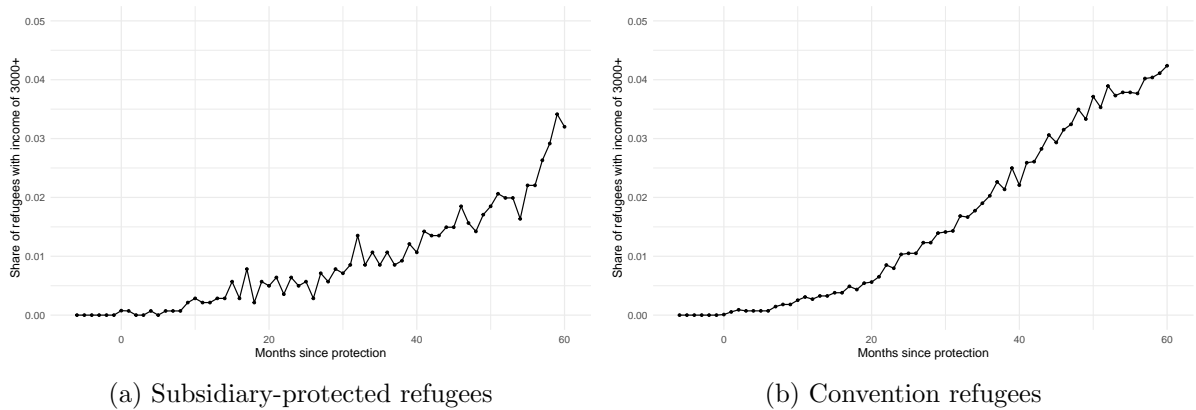 Share of refugees with income of 3000+
0.05
0.04
0.03
0.02
0.01
0.00
0 20 40 60
Months since protection
(a) Subsidiary-protected refugees
Share of refugees with income of 3000+
0.05
0.04
0.03
0.02
0.01
0.00
0 20 40 60
Months since protection
(b) Convention refugees